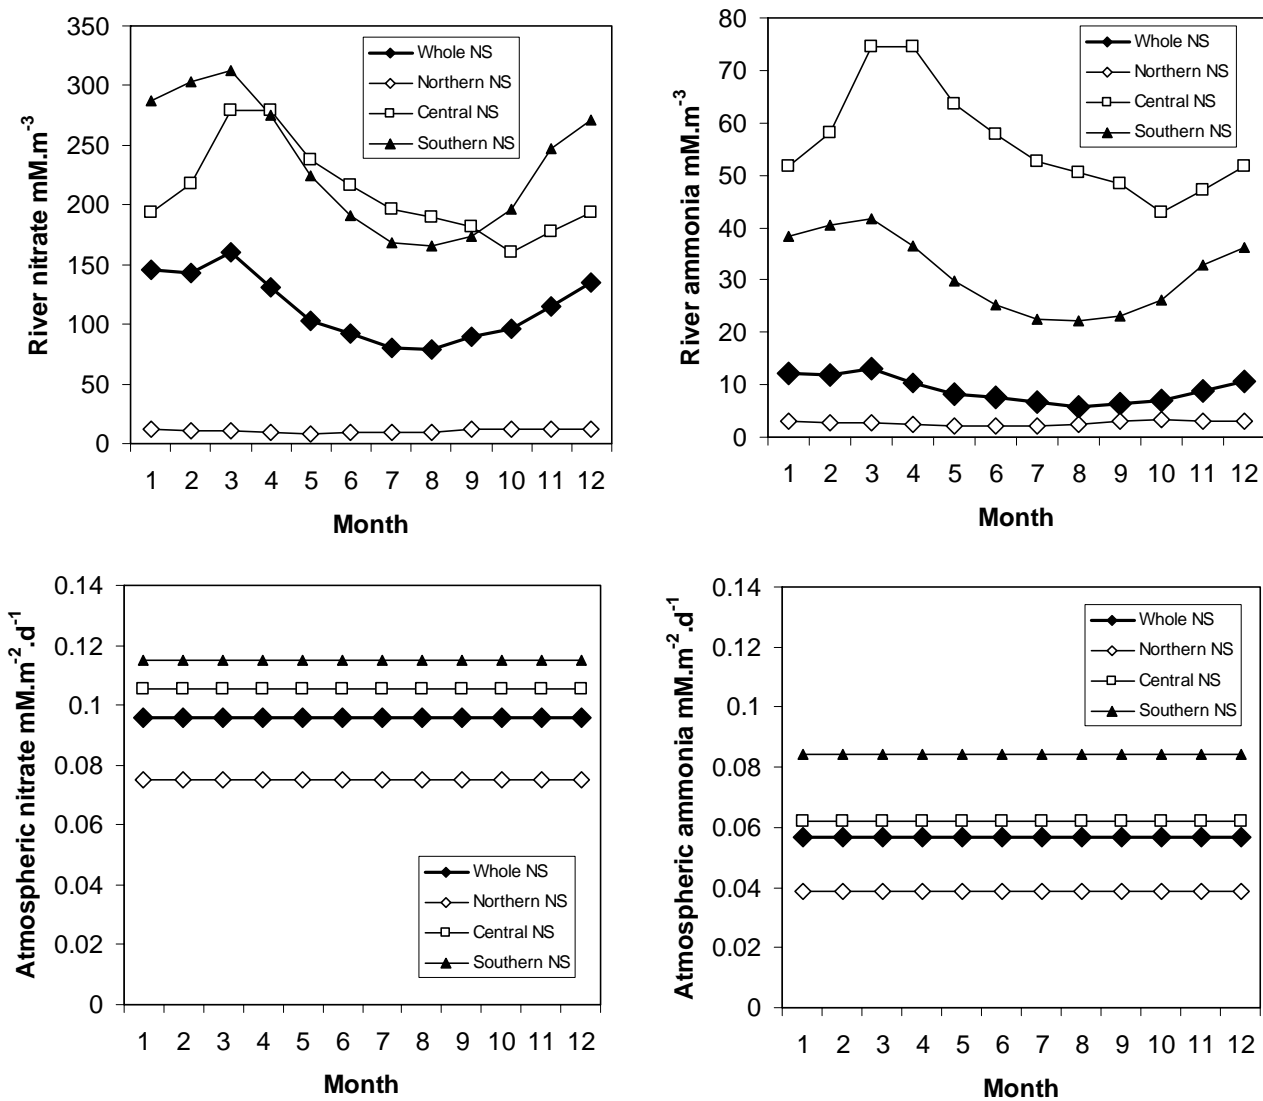 River nitrate mM.m-3
350
300
250
200
150
100
50
0
Whole NS
Northern NS
Central NS
Southern NS
1 2 3 4 5 6 7 8 9 10 11 12
Month
River ammonia mM.m-3
80
70
60
50
40
30
20
10
0
Whole NS
Northern NS
Central NS
Southern NS
1 2 3 4 5 6 7 8 9 10 11 12
Month
Atmospheric nitrate mM.m-2.d-1
0.14
0.12
0.1
0.08
0.06
0.04
0.02
0
Whole NS
Northern NS
Central NS
Southern NS
1 2 3 4 5 6 7 8 9 10 11 12
Month
Atmospheric ammonia mM.m-2.d-1
0.14
0.12
0.1
0.08
0.06
0.04
0.02
0
Whole NS
Northern NS
Central NS
Southern NS
1 2 3 4 5 6 7 8 9 10 11 12
Month